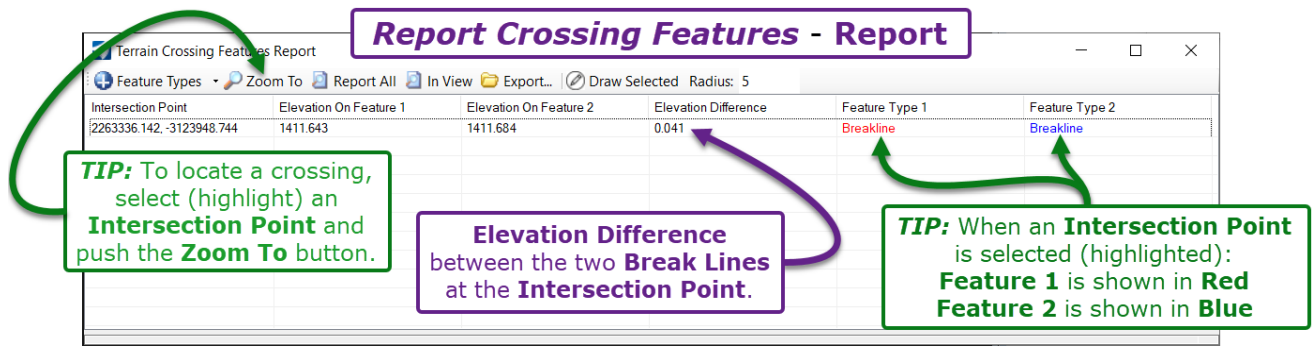 Report Crossing Features - Report
Terrain Crossing Features Report
Feature Types Zoom To Report All In View Export... Draw Selected Radius: 5
Intersection Point Elevation On Feature 1 Elevation On Feature 2 Elevation Difference Feature Type 1 Feature Type 2
2263336.142, -3123948.744 1411.643 1411.684 0.041 Breakline Breakline
TIP: To locate a crossing,
select (highlight) an
Intersection Point and
push the Zoom To button.
Elevation Difference
between the two Break Lines
at the Intersection Point.
TIP: When an Intersection Point
is selected (highlighted):
Feature 1 is shown in Red
Feature 2 is shown in Blue